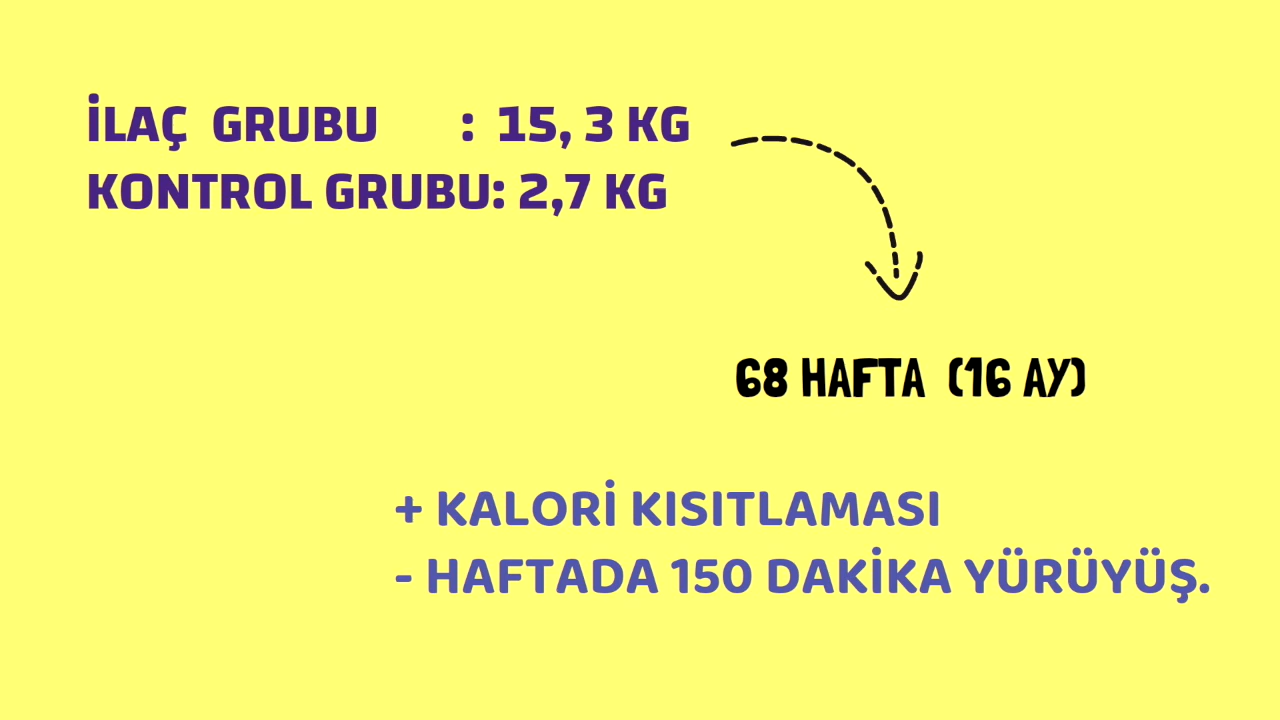 İLAÇ GRUBU : 15, 3 KG
KONTROL GRUBU: 2,7 KG
68 HAFTA (16 AY)
+ KALORİ KISITLAMASI
- HAFTADA 150 DAKİKA YÜRÜYÜŞ.